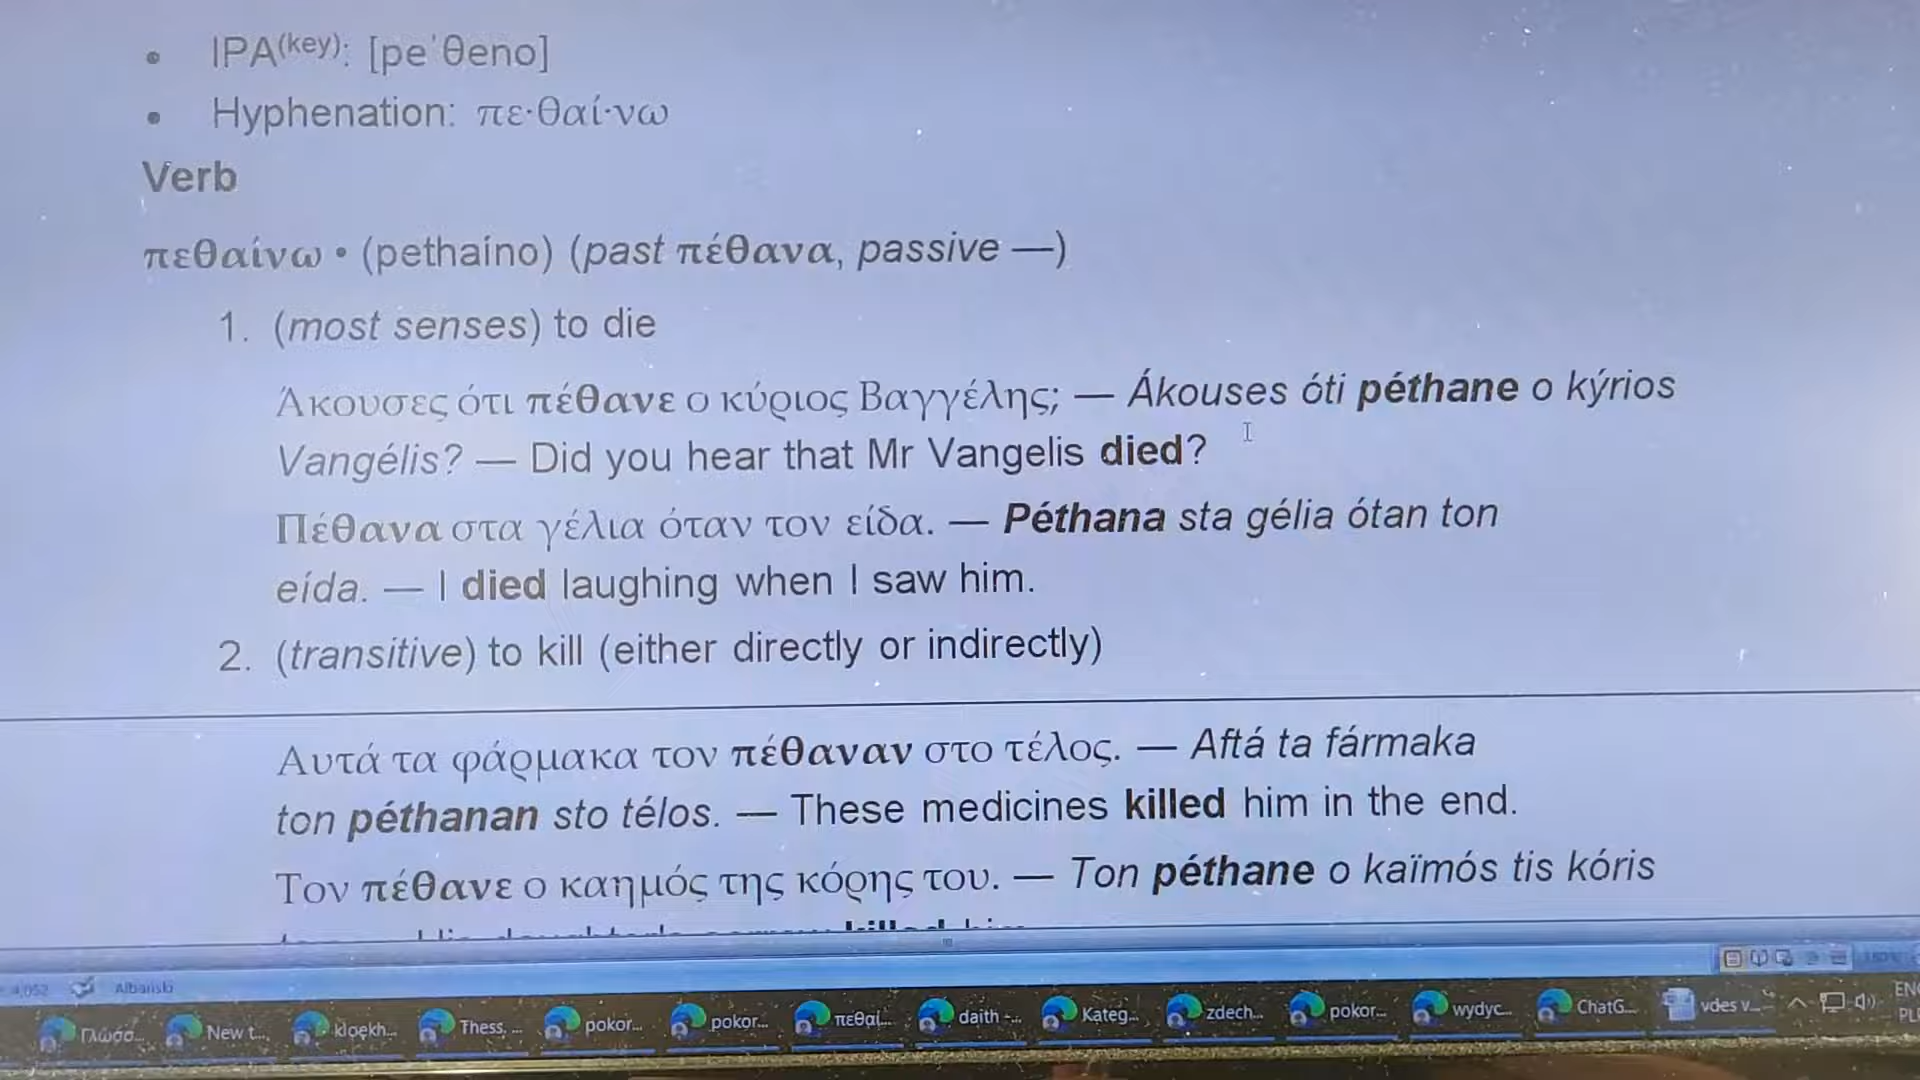 • IPA(key): [peˈθeno]
• Hyphenation: πε·θαί·νω
Verb
πεθαίνω • (pethaíno) (past πέθανα, passive —)
1. (most senses) to die
Άκουσες ότι πέθανε ο κύριος Βαγγέλης; — Ákouses óti péthane o kýrios
Vangélis? — Did you hear that Mr Vangelis died?
Πέθανα στα γέλια όταν τον είδα. — Péthana sta gélia ótan ton
eída. — I died laughing when I saw him.
2. (transitive) to kill (either directly or indirectly)
Αυτά τα φάρμακα τον πέθαναν στο τέλος. — Aftá ta fármaka
ton péthanan sto télos. — These medicines killed him in the end.
Τον πέθανε ο καημός της κόρης του. — Ton péthane o kaïmós tis kóris
4,052 Albański
Γλώσσ... New t... kloękh... Thess. ... pokor... pokor... πεθαί... daith -... Kateg... zdech... pokor... wydyc... ChatG... vdes v... ENG